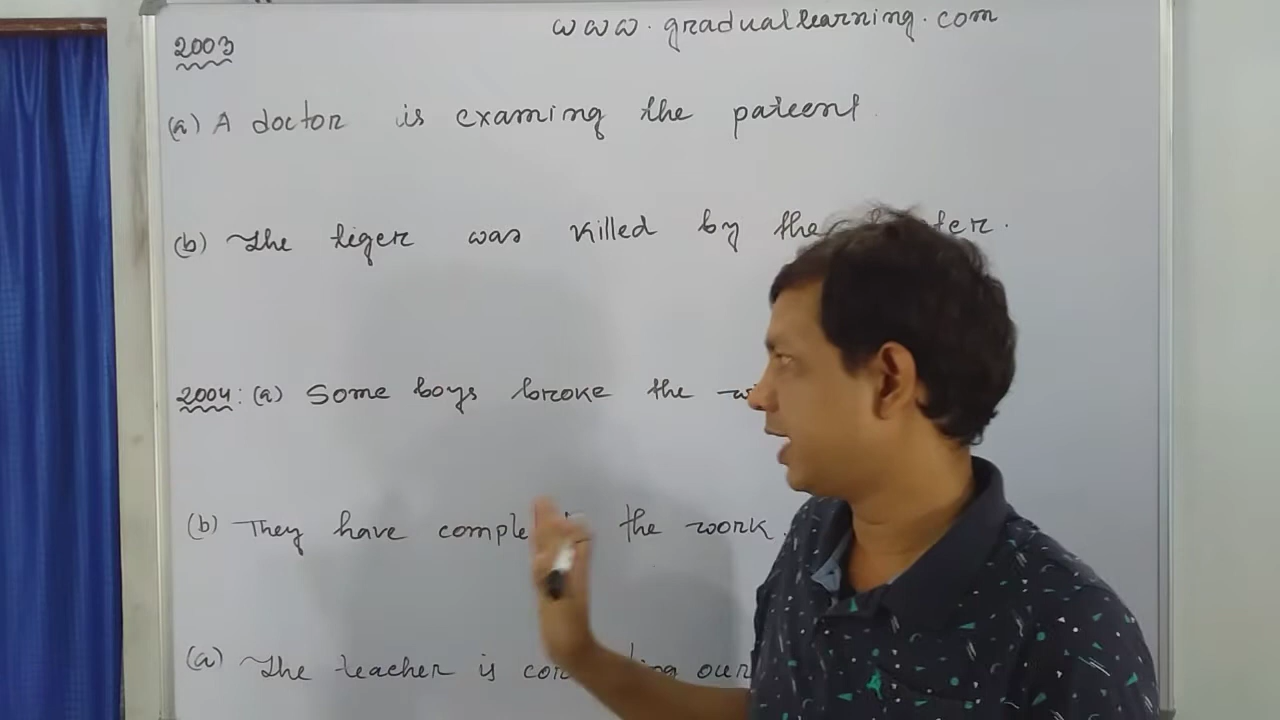 www.graduallearning.com
2003
(a) A doctor is examing the pateent.
(b) The tiger was killed by the
2004: (a) Some boys broke the
(b) They have the work.
(a) The teacher is our